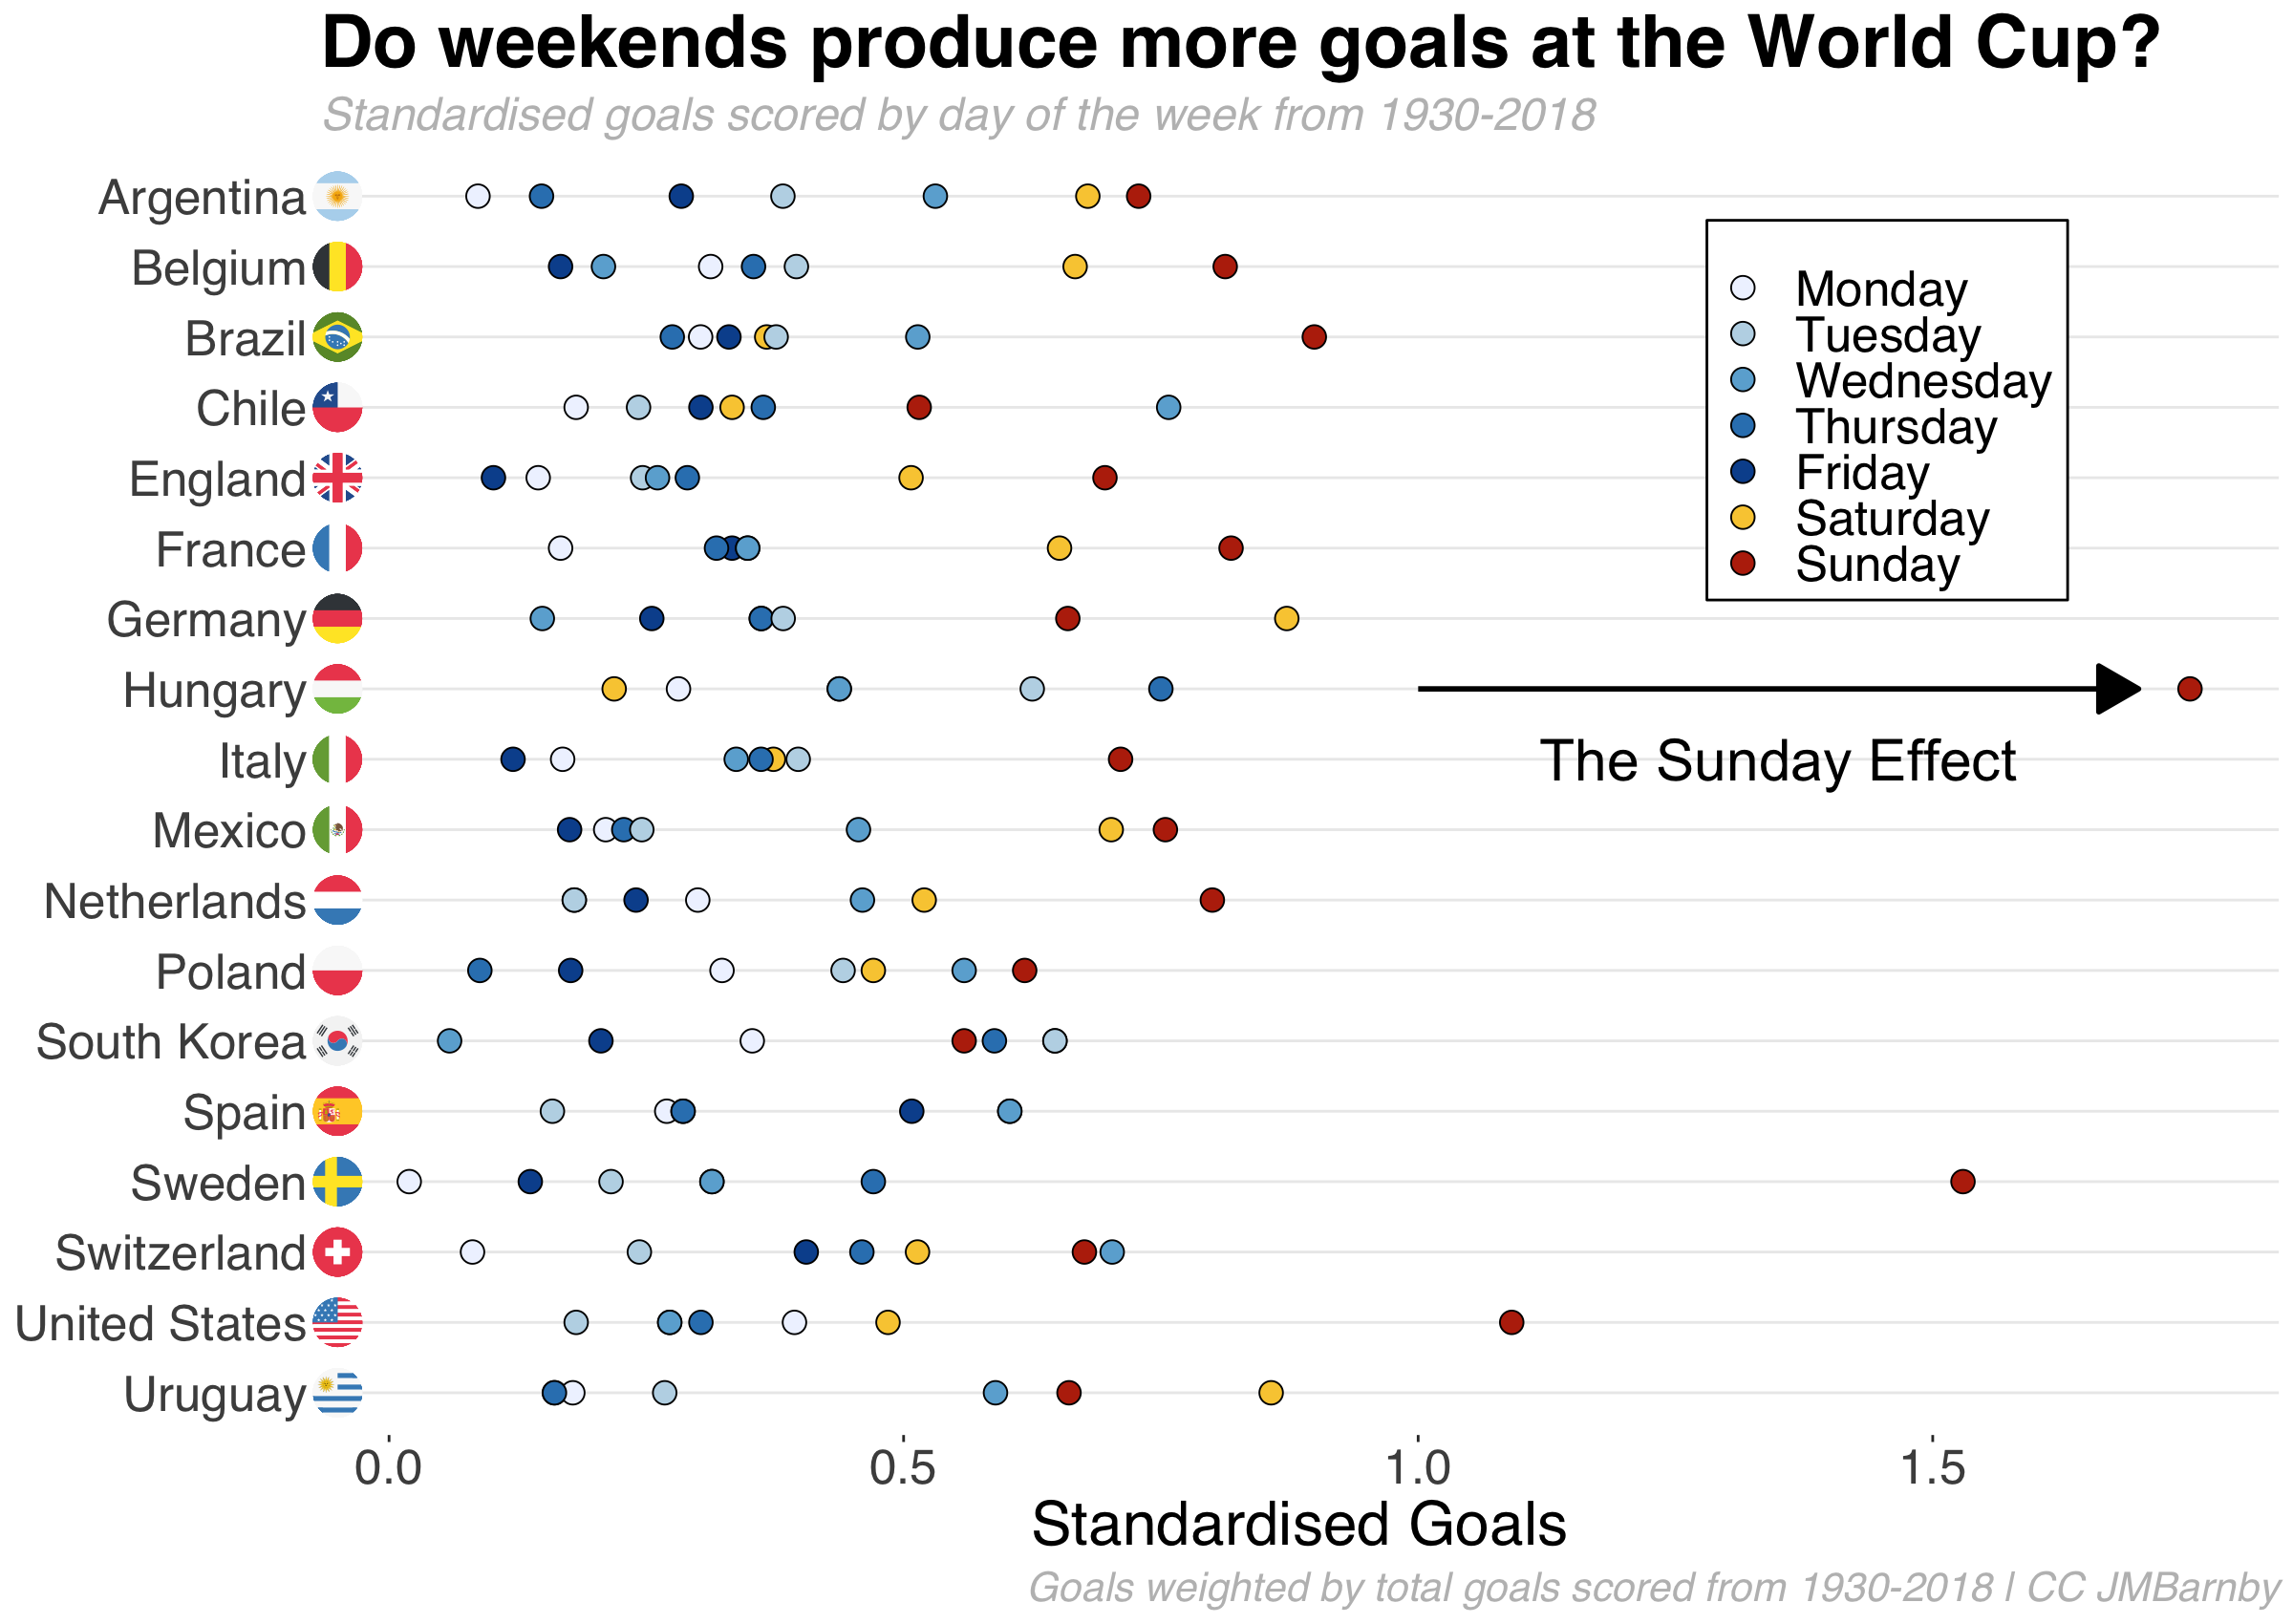 Do weekends produce more goals at the World Cup?
Standardised goals scored by day of the week from 1930-2018
Argentina
Belgium
Brazil
Chile
England
France
Germany
Hungary
Italy
Mexico
Netherlands
Poland
South Korea
Spain
Sweden
Switzerland
United States
Uruguay
Monday
Tuesday
Wednesday
Thursday
Friday
Saturday
Sunday
The Sunday Effect
0.0 0.5 1.0 1.5
Standardised Goals
Goals weighted by total goals scored from 1930-2018 | CC JMBarnby